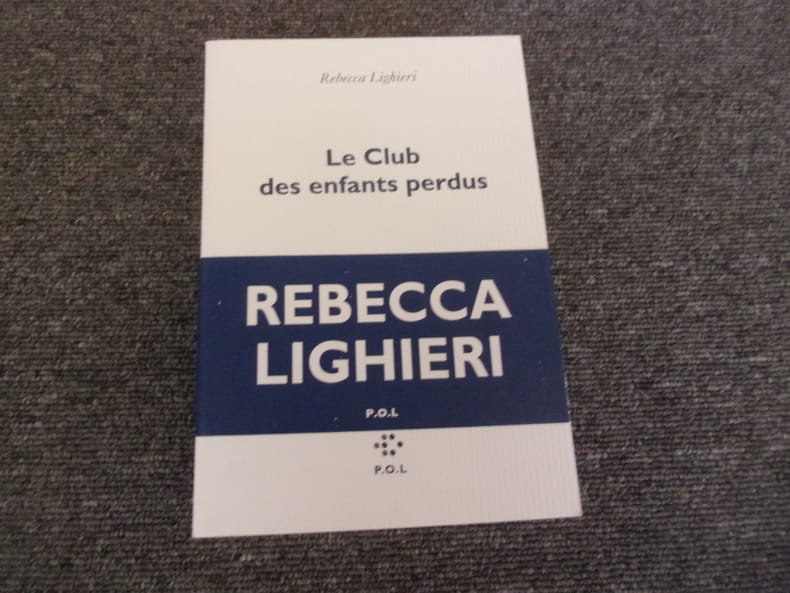 Rebecca Lighieri
Le Club
des enfants perdus
REBECCA
LIGHIERI
P.O.L
P.O.L